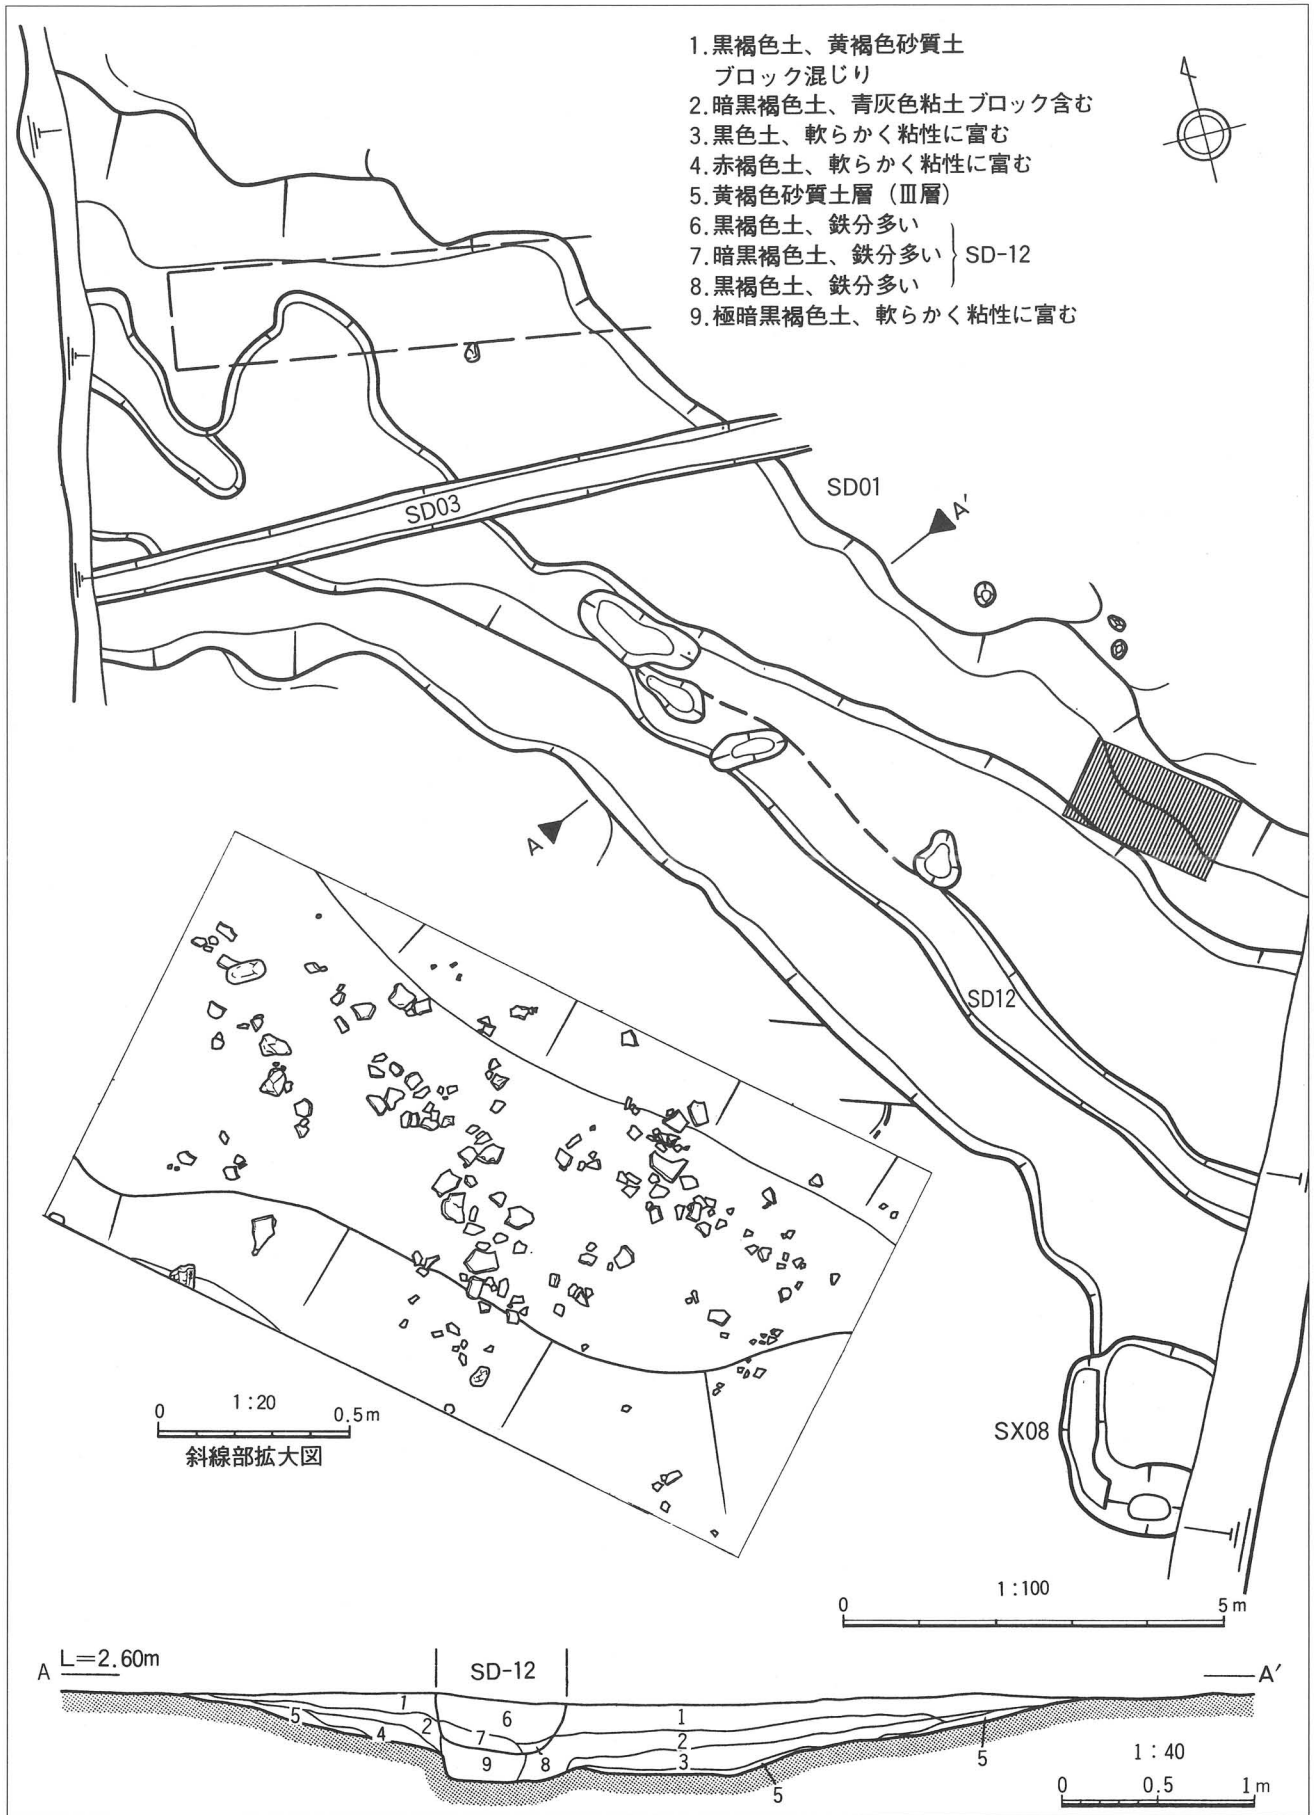 1.黒褐色土、黄褐色砂質土
ブロック混じり
2.暗黒褐色土、青灰色粘土ブロック含む
3.黒色土、軟らかく粘性に富む
4.赤褐色土、軟らかく粘性に富む
5.黄褐色砂質土層（Ⅲ層）
6.黒褐色土、鉄分多い
7.暗黒褐色土、鉄分多い
SD-12
8.黒褐色土、鉄分多い
9.極暗黒褐色土、軟らかく粘性に富む
SD01
SD03
A'
A
SD12
SX08
1:20
0 0.5m
斜線部拡大図
1:100
0 5m
A L=2.60m
SD-12
A'
1
6
1
5
4
2
7
2
9
8
3
5
5
1:40
0 0.5 1m